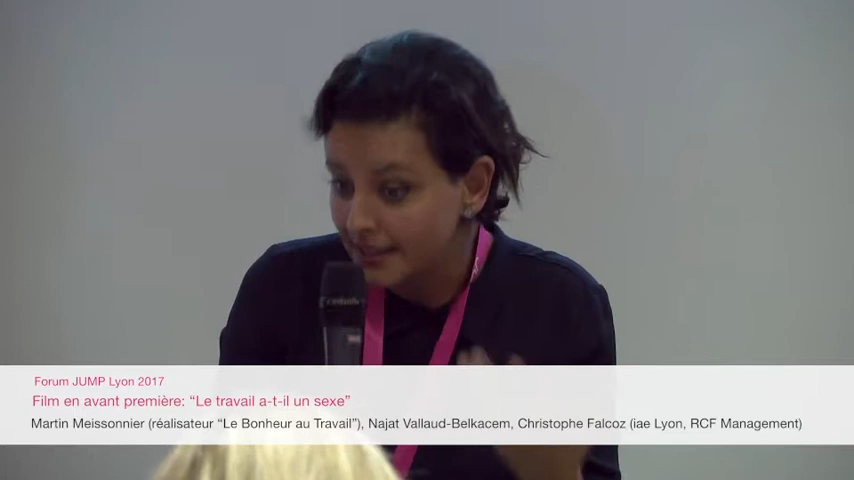 Forum JUMP Lyon 2017
Film en avant première: “Le travail a-t-il un sexe”
Martin Meissonnier (réalisateur “Le Bonheur au Travail”), Najat Vallaud-Belkacem, Christophe Falcoz (iae Lyon, RCF Management)